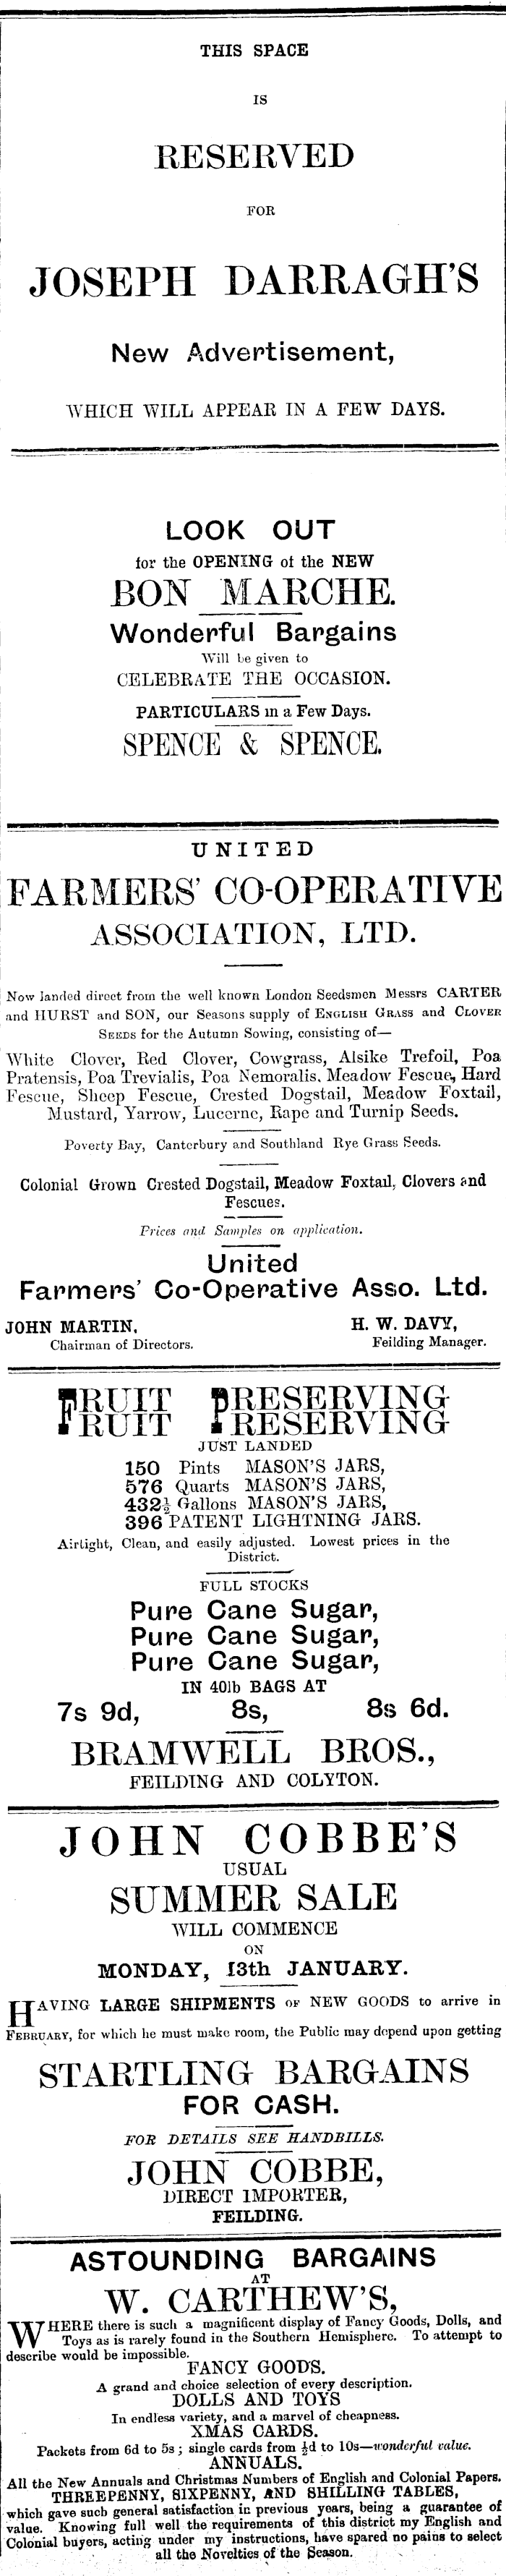 THIS SPACE
IS
RESERVED
FOR
JOSEPH DARRAGH'S
New Advertisement,
WHICH WILL APPEAR IN A FEW DAYS.
LOOK OUT
for the OPENING of the NEW
BON MARCHE.
Wonderful Bargains
Will be given to
CELEBRATE THE OCCASION.
PARTICULARS in a Few Days.
SPENCE & SPENCE.
UNITED
FARMERS' CO-OPERATIVE
ASSOCIATION, LTD.
Now landed direct from the well known London Seedsmen Messrs CARTER
and HURST and SON, our Seasons supply of ENGLISH GRASS and CLOVER
SEEDS for the Autumn Sowing, consisting of—
White Clover, Red Clover, Cowgrass, Alsike Trefoil, Poa
Pratensis, Poa Trevialis, Poa Nemoralis, Meadow Fescue, Hard
Fescue, Sheep Fescue, Crested Dogstail, Meadow Foxtail,
Mustard, Yarrow, Lucerne, Rape and Turnip Seeds.
Poverty Bay, Canterbury and Southland Rye Grass Seeds.
Colonial Grown Crested Dogstail, Meadow Foxtail, Clovers and
Fescues.
Prices and Samples on application.
United
Farmers' Co-Operative Asso. Ltd.
JOHN MARTIN, H. W. DAVY,
Chairman of Directors. Feilding Manager.
FRUIT PRESERVING
FRUIT PRESERVING
JUST LANDED
150 Pints MASON'S JARS,
576 Quarts MASON'S JARS,
432½ Gallons MASON'S JARS,
396 PATENT LIGHTNING JARS.
Airtight, Clean, and easily adjusted. Lowest prices in the
District.
FULL STOCKS
Pure Cane Sugar,
Pure Cane Sugar,
Pure Cane Sugar,
IN 40lb BAGS AT
7s 9d, 8s, 8s 6d.
BRAMWELL BROS.,
FEILDING AND COLYTON.
JOHN COBBE'S
USUAL
SUMMER SALE
WILL COMMENCE
ON
MONDAY, 13th JANUARY.
HAVING LARGE SHIPMENTS OF NEW GOODS to arrive in
FEBRUARY, for which he must make room, the Public may depend upon getting
STARTLING BARGAINS
FOR CASH.
FOR DETAILS SEE HANDBILLS.
JOHN COBBE,
DIRECT IMPORTER,
FEILDING.
ASTOUNDING BARGAINS
AT
W. CARTHEW'S,
WHERE there is such a magnificent display of Fancy Goods, Dolls, and
Toys as is rarely found in the Southern Hemisphere. To attempt to
describe would be impossible.
FANCY GOODS.
A grand and choice selection of every description.
DOLLS AND TOYS
In endless variety, and a marvel of cheapness.
XMAS CARDS.
Packets from 6d to 5s; single cards from ½d to 10s—wonderful value.
ANNUALS.
All the New Annuals and Christmas Numbers of English and Colonial Papers.
THREEPENNY, SIXPENNY, AND SHILLING TABLES,
which gave such general satisfaction in previous years, being a guarantee of
value. Knowing full well the requirements of this district my English and
Colonial buyers, acting under my instructions, have spared no pains to select
all the Novelties of the Season.